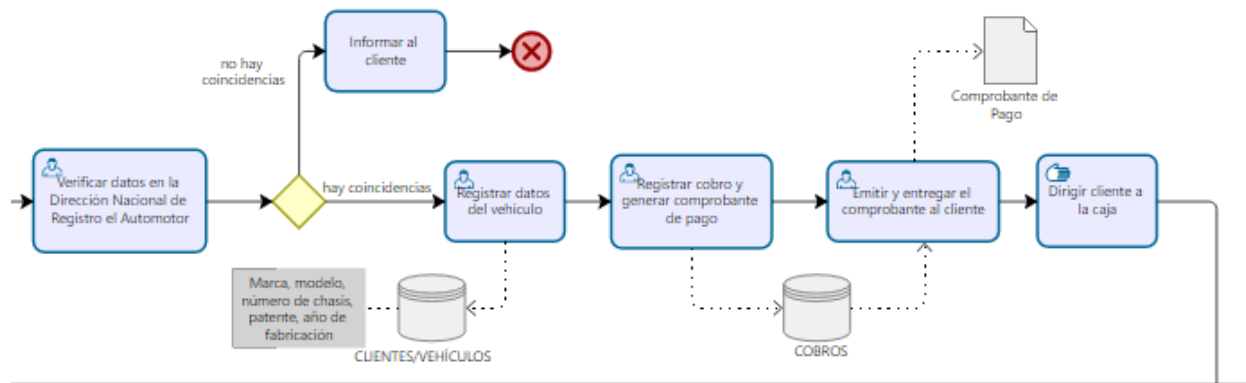 Informar al
cliente
no hay
coincidencias
Comprobante de
Pago
Verificar datos en la
Dirección Nacional de
Registro el Automotor
hay coincidencias
Registrar datos
del vehiculo
Registrar cobro y
generar comprobante
de pago
Emitir y entregar el
comprobante al cliente
Dirigir cliente a
la caja
Marca, modelo,
número de chasis,
patente, año de
fabricación
CLIENTES/VEHÍCULOS
COBROS